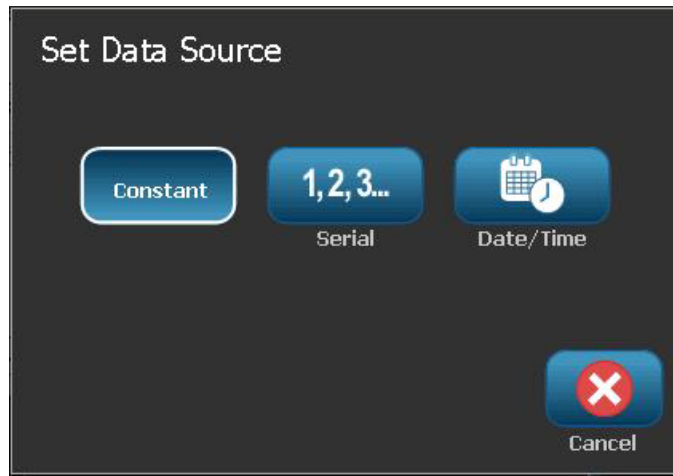 Set Data Source
Constant
1, 2, 3...
Serial
Date/Time
Cancel